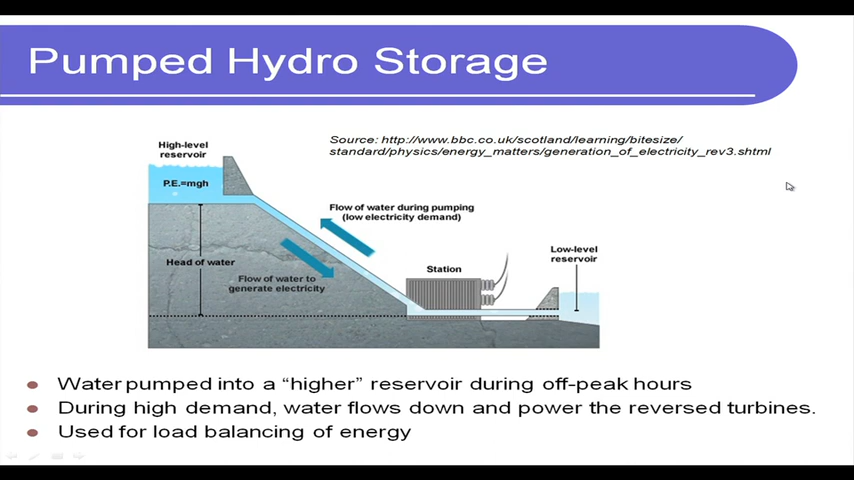 Pumped Hydro Storage
Source: http://www.bbc.co.uk/scotland/learning/bitesize/
standard/physics/energy_matters/generation_of_electricity_rev3.shtml
High-level
reservoir
P.E.=mgh
Flow of water during pumping
(low electricity demand)
Head of water
Flow of water to
generate electricity
Station
Low-level
reservoir
Water pumped into a “higher” reservoir during off-peak hours
During high demand, water flows down and power the reversed turbines.
Used for load balancing of energy